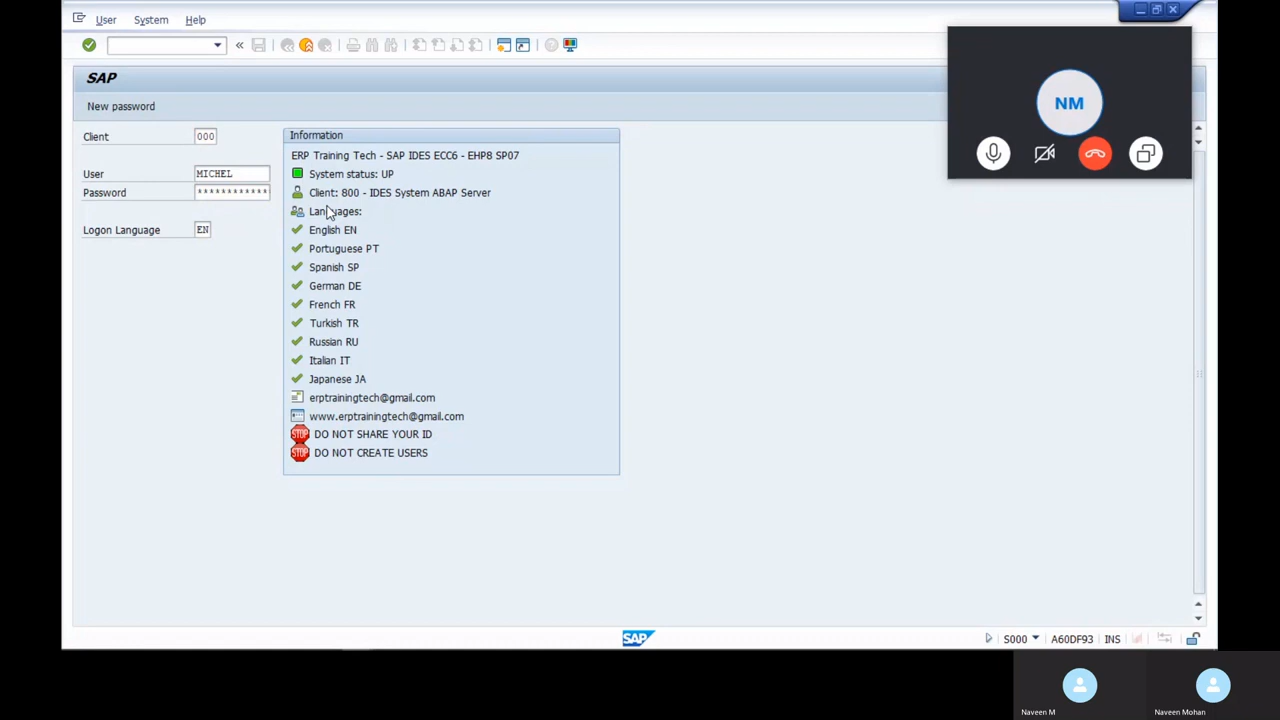 User System Help
SAP
New password
Client 000
User MICHEL
Password ************
Logon Language EN
Information
ERP Training Tech - SAP IDES ECC6 - EHP8 SP07
System status: UP
Client: 800 - IDES System ABAP Server
Languages:
English EN
Portuguese PT
Spanish SP
German DE
French FR
Turkish TR
Russian RU
Italian IT
Japanese JA
erptrainingtech@gmail.com
www.erptrainingtech@gmail.com
STOP DO NOT SHARE YOUR ID
STOP DO NOT CREATE USERS
NM
SAP
S000 A60DF93 INS
Naveen M
Naveen Mohan